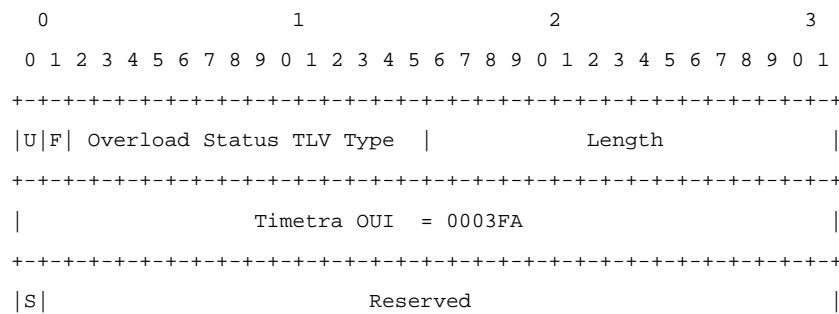 0                   1                   2                   3
0 1 2 3 4 5 6 7 8 9 0 1 2 3 4 5 6 7 8 9 0 1 2 3 4 5 6 7 8 9 0 1
+-+-+-+-+-+-+-+-+-+-+-+-+-+-+-+-+-+-+-+-+-+-+-+-+-+-+-+-+-+-+-+-+
|U|F| Overload Status TLV Type  |            Length             |
+-+-+-+-+-+-+-+-+-+-+-+-+-+-+-+-+-+-+-+-+-+-+-+-+-+-+-+-+-+-+-+-+
|                  Timetra OUI  = 0003FA                        |
+-+-+-+-+-+-+-+-+-+-+-+-+-+-+-+-+-+-+-+-+-+-+-+-+-+-+-+-+-+-+-+-+
|S|                         Reserved                            |